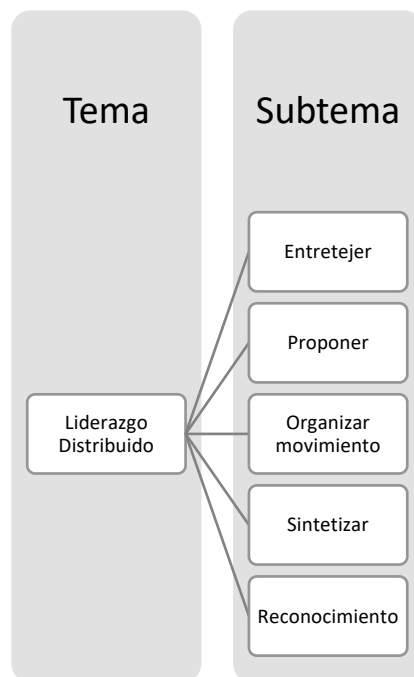 Tema
Subtema
Liderazgo
Distribuido
Entretejer
Proponer
Organizar
movimiento
Sintetizar
Reconocimiento